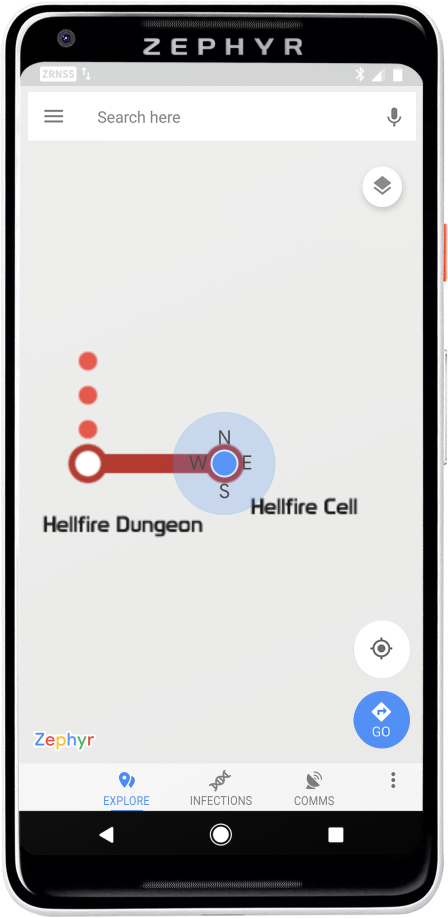 ZEPHYR
ZRNSS
Search here
N
W E
S
Hellfire Cell
Hellfire Dungeon
GO
Zephyr
EXPLORE INFECTIONS COMMS